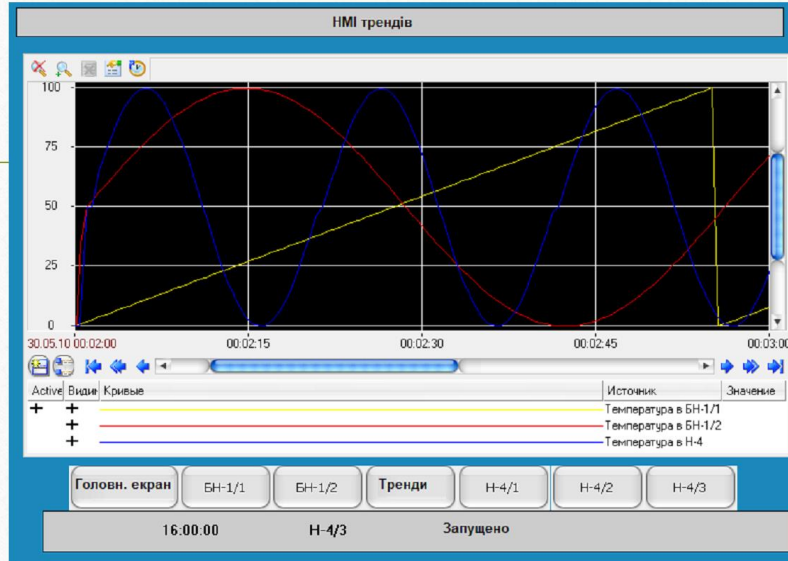 HMI трендів
100
75
50
25
0
30.05.10 00:02:00 00:02:15 00:02:30 00:02:45 00:03:00
Active Видим Кривые Источник Значение
Температура в БН-1/1
Температура в БН-1/2
Температура в Н-4
Головн. екран БН-1/1 БН-1/2 Тренди Н-4/1 Н-4/2 Н-4/3
16:00:00 Н-4/3 Запущено